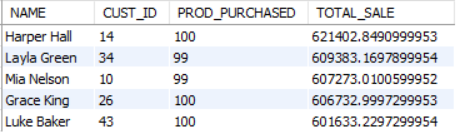 NAME CUST_ID PROD_PURCHASED TOTAL_SALE
Harper Hall 14 100 621402.8490999953
Layla Green 34 99 609383.1697899954
Mia Nelson 10 99 607273.0100599952
Grace King 26 100 606732.9997299953
Luke Baker 43 100 601633.2297299954